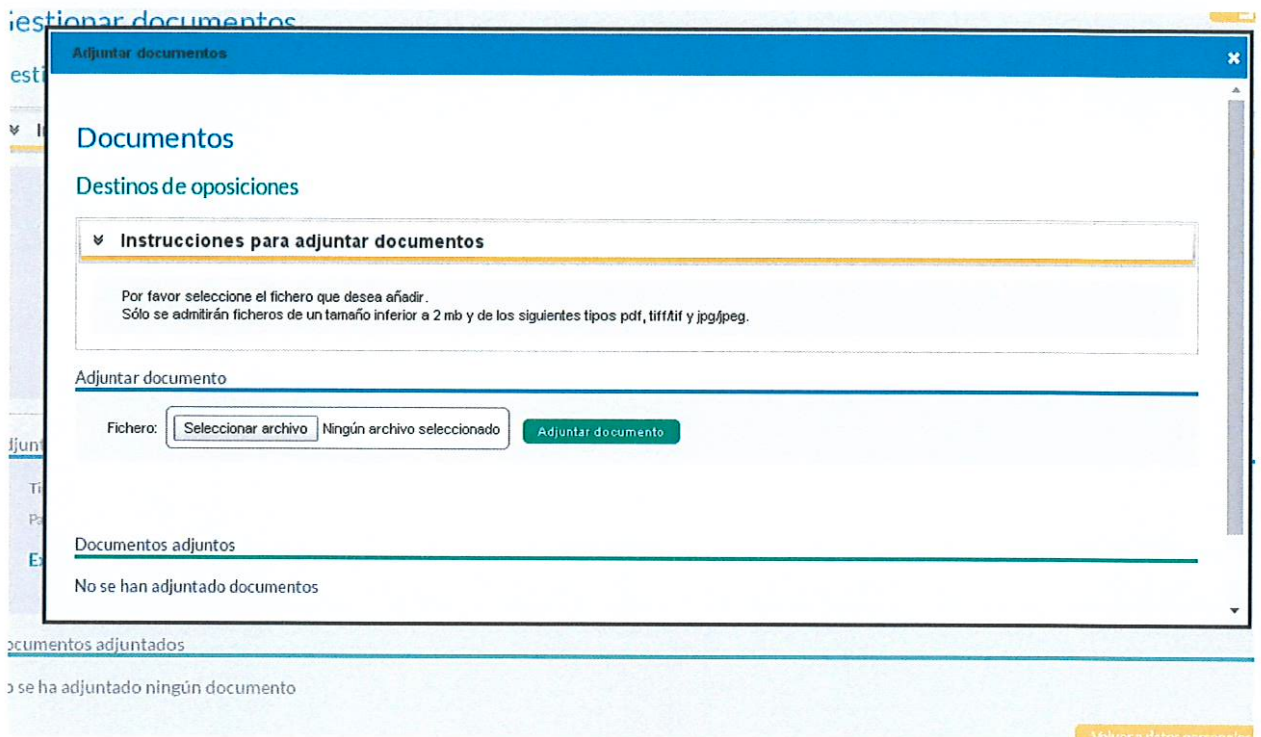 Gestionar documentos
Adjuntar documentos
Documentos
Destinos de oposiciones
Instrucciones para adjuntar documentos
Por favor seleccione el fichero que desea añadir.
Sólo se admitirán ficheros de un tamaño inferior a 2 mb y de los siguientes tipos pdf, tiff/tif y jpg/jpeg.
Adjuntar documento
Fichero: Seleccionar archivo Ningún archivo seleccionado Adjuntar documento
Documentos adjuntos
No se han adjuntado documentos
ocumentos adjuntados
o se ha adjuntado ningún documento